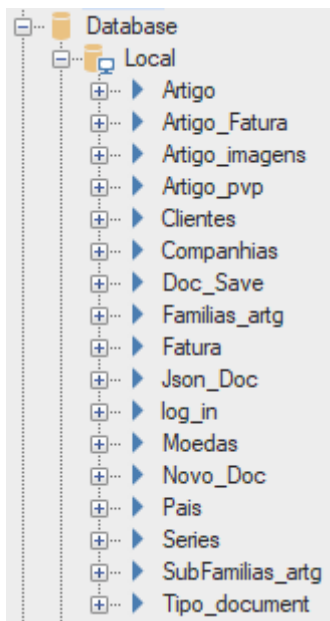 Database
Local
Artigo
Artigo_Fatura
Artigo_imagens
Artigo_pvp
Clientes
Companhias
Doc_Save
Familias_artg
Fatura
Json_Doc
log_in
Moedas
Novo_Doc
Pais
Series
SubFamilias_artg
Tipo_document